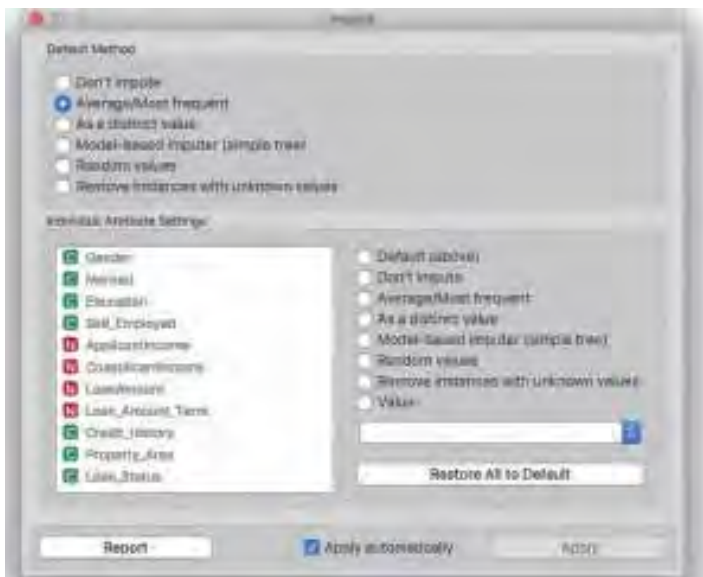 Impute
Default Method
Don't impute
Average/Most frequent
As a distinct value
Model-based imputer (simple tree)
Random values
Remove instances with unknown values
Individual Attribute Settings
C Gender
C Married
C Education
C Self_Employed
N ApplicantIncome
N CoapplicantIncome
N LoanAmount
N Loan_Amount_Term
C Credit_History
C Property_Area
C Loan_Status
Default (above)
Don't impute
Average/Most frequent
As a distinct value
Model-based imputer (simple tree)
Random values
Remove instances with unknown values
Value:
Restore All to Default
Report
Apply automatically
Apply